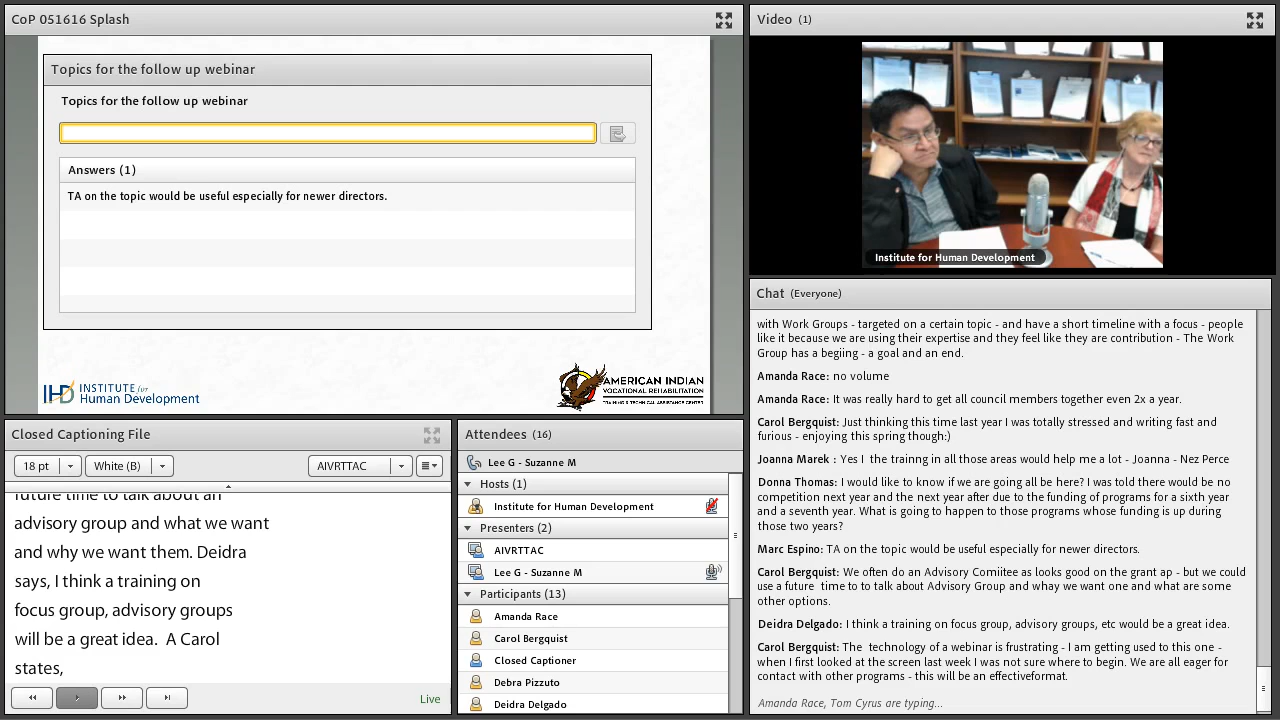 CoP 051616 Splash
Topics for the follow up webinar
Topics for the follow up webinar
Answers (1)
TA on the topic would be useful especially for newer directors.
IHD INSTITUTE for
Human Development
AMERICAN INDIAN
VOCATIONAL REHABILITATION
TRAINING & TECHNICAL ASSISTANCE CENTER
Video (1)
Institute for Human Development
Closed Captioning File
18 pt
White (B)
AIVRTTAC
future time to talk about an
advisory group and what we want
and why we want them. Deidra
says, I think a training on
focus group, advisory groups
will be a great idea.  A Carol
states,
Live
Attendees (16)
Lee G - Suzanne M
Hosts (1)
Institute for Human Development
Presenters (2)
AIVRTTAC
Lee G - Suzanne M
Participants (13)
Amanda Race
Carol Bergquist
Closed Captioner
Debra Pizzuto
Deidra Delgado
Chat (Everyone)
with Work Groups - targeted on a certain topic - and have a short timeline with a focus - people
like it because we are using their expertise and they feel like they are contribution - The Work
Group has a begiing - a goal and an end.
Amanda Race: no volume
Amanda Race: It was really hard to get all council members together even 2x a year.
Carol Bergquist: Just thinking this time last year I was totally stressed and writing fast and
furious - enjoying this spring though:)
Joanna Marek : Yes I  the trainng in all those areas would help me a lot - Joanna - Nez Perce
Donna Thomas: I would like to know if we are going all be here? I was told there would be no
competition next year and the next year after due to the funding of programs for a sixth year
and a seventh year. What is going to happen to those programs whose funding is up during
those two years?
Marc Espino: TA on the topic would be useful especially for newer directors.
Carol Bergquist: We often do an Advisory Comiitee as looks good on the grant ap - but we could
use a future  time to to talk about Advisory Group and whay we want one and what are some
other options.
Deidra Delgado: I think a training on focus group, advisory groups, etc would be a great idea.
Carol Bergquist: The  technology of a webinar is frustrating - I am getting used to this one -
when I first looked at the screen last week I was not sure where to begin. We are all eager for
contact with other programs - this will be an effectiveformat.
Amanda Race, Tom Cyrus are typing...